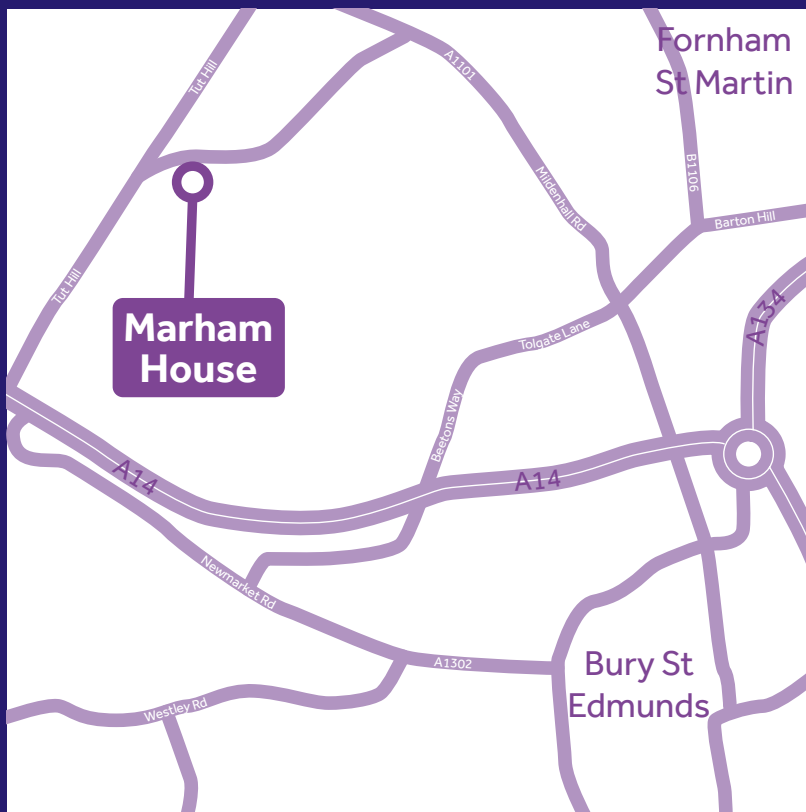 Fornham
St Martin
Tut Hill
A1101
Mildenhall Rd
B1106
Barton Hill
Tut Hill
A134
Marham
House
Tolgate Lane
Beetons Way
A14
A14
Newmarket Rd
A1302
Bury St
Edmunds
Westley Rd